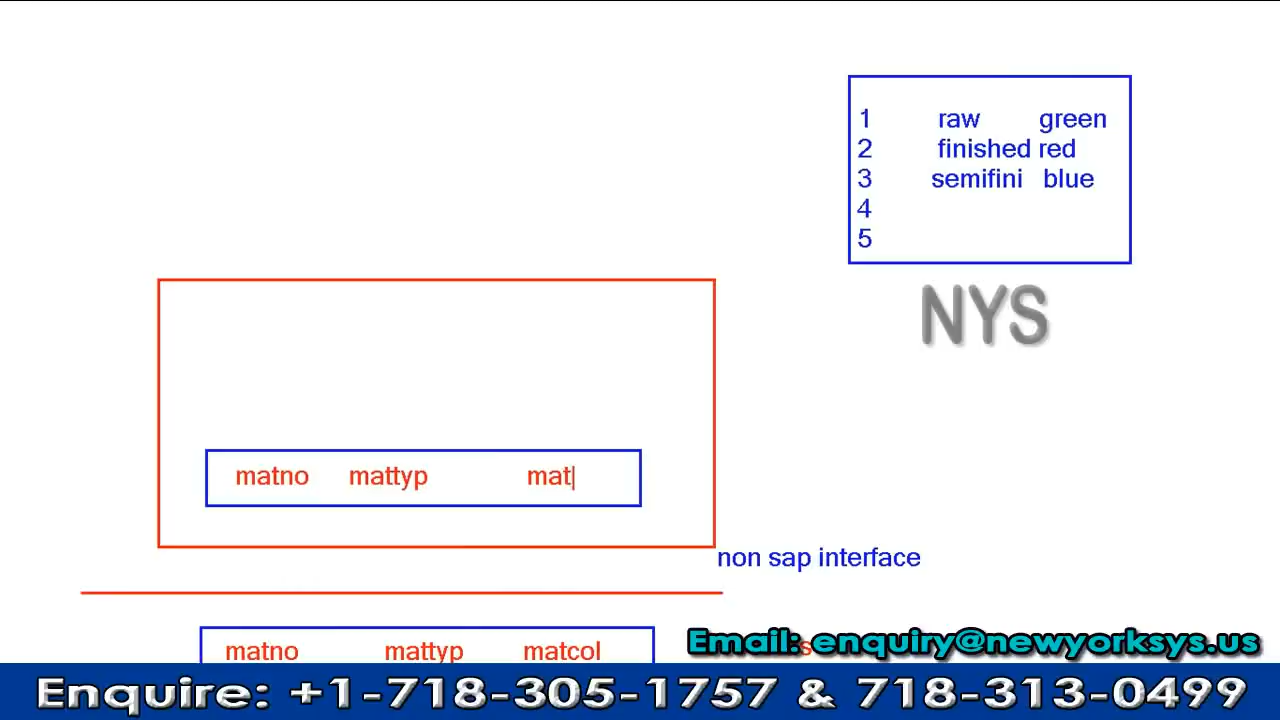 1 raw green
2 finished red
3 semifini blue
4
5
NYS
matno mattyp mat
non sap interface
matno mattyp matcol
Email: enquiry@newyorksys.us
Enquire: +1-718-305-1757 & 718-313-0499